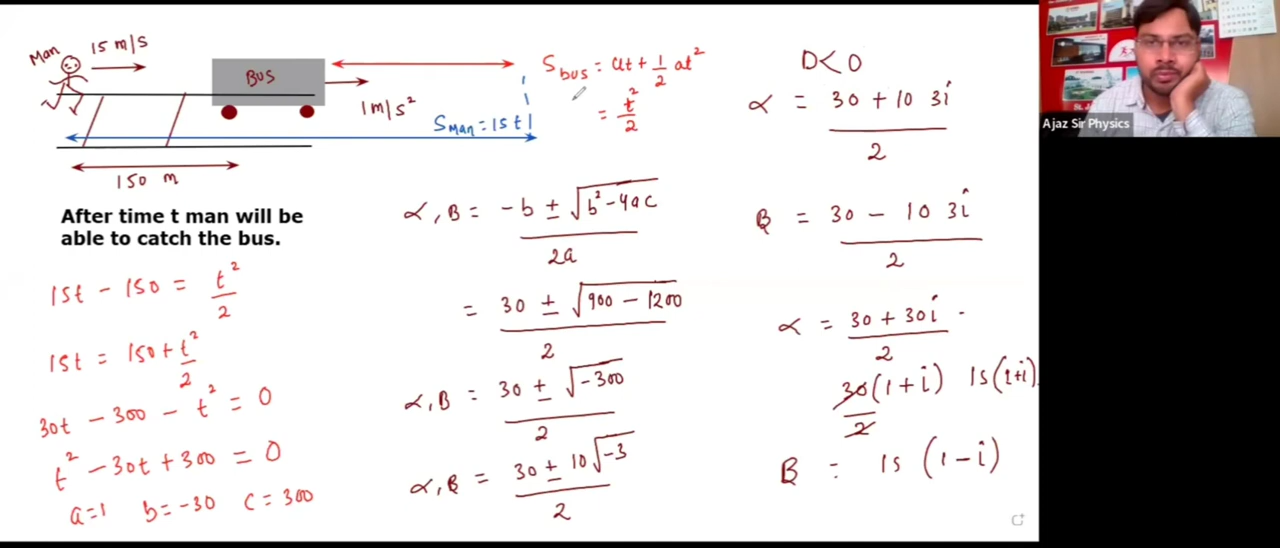 Man
15 m/s
BUS
1 m/s²
S_MAN = 15t
150 m
After time t man will be
able to catch the bus.
15t - 150 = t²/2
15t = 150 + t²/2
30t - 300 - t² = 0
t² - 30t + 300 = 0
a=1 b=-30 c=300
S_bus = ut + 1/2 at²
= t²/2
α, β = -b ± √(b² - 4ac) / 2a
= 30 ± √(900 - 1200) / 2
α, β = 30 ± √(-300) / 2
α, β = 30 ± 10√(-3) / 2
D<0
α = 30 + 10 3i / 2
β = 30 - 10 3i / 2
α = 30 + 30i / 2
30(1+i) / 2 15(1+i)
β = 15 (1-i)
Ajaz Sir Physics